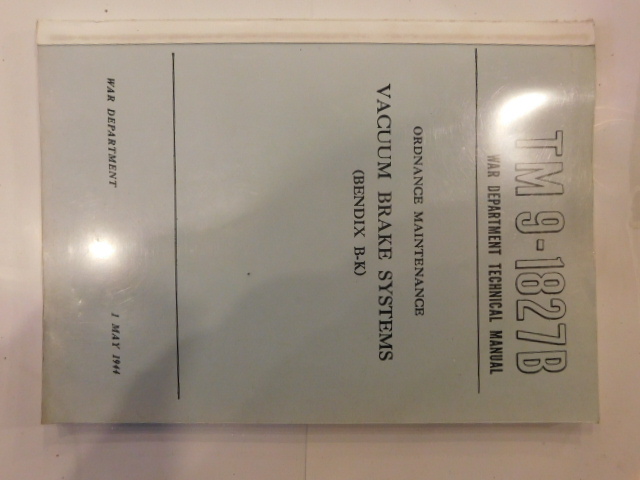 TM 9-1827B
WAR DEPARTMENT TECHNICAL MANUAL
ORDNANCE MAINTENANCE
VACUUM BRAKE SYSTEMS
(BENDIX B-K)
WAR DEPARTMENT 1 MAY 1944